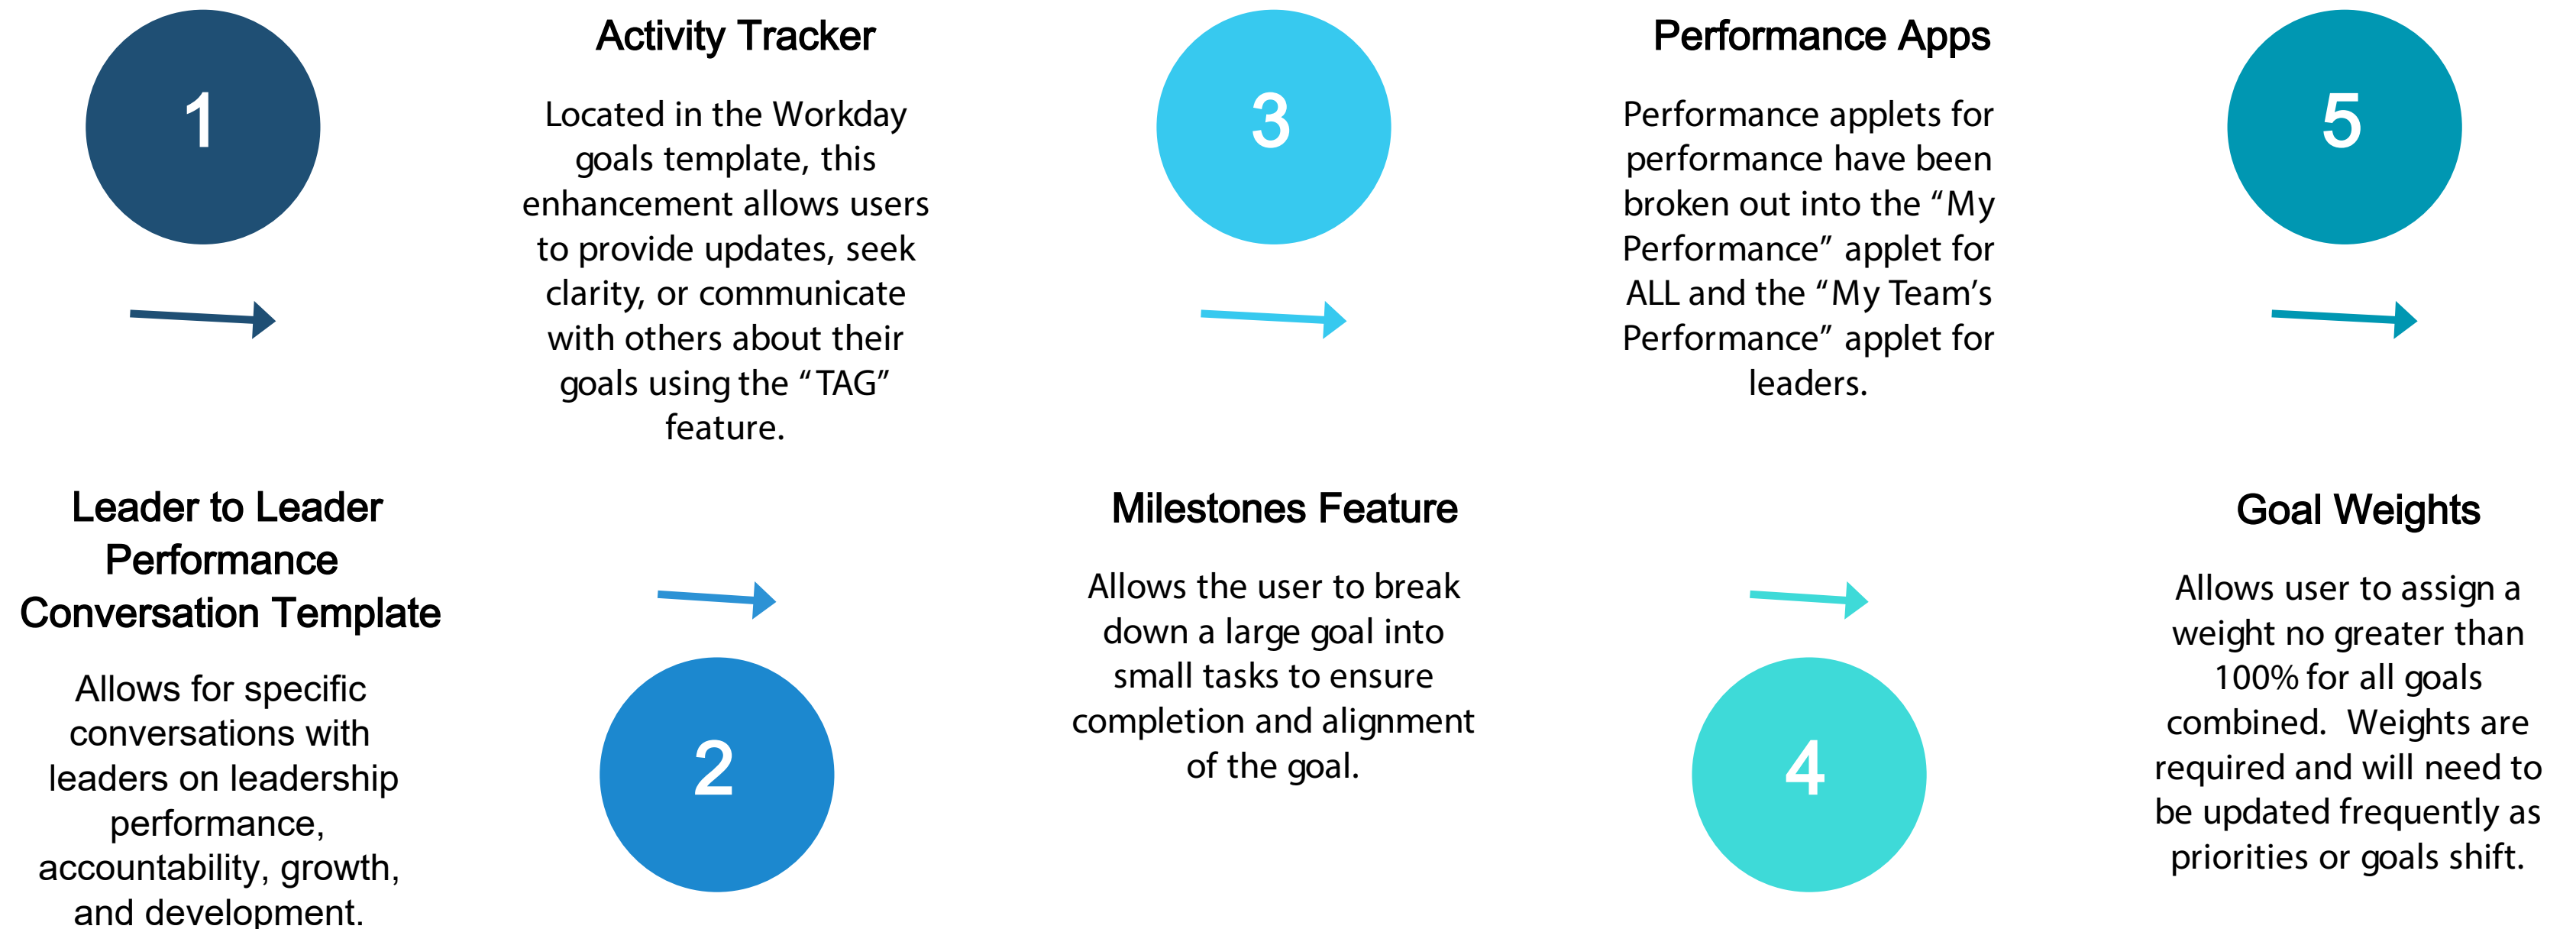 1
Leader to Leader
Performance
Conversation Template
Allows for specific
conversations with
leaders on leadership
performance,
accountability, growth,
and development.
Activity Tracker
Located in the Workday
goals template, this
enhancement allows users
to provide updates, seek
clarity, or communicate
with others about their
goals using the “TAG”
feature.
2
3
Milestones Feature
Allows the user to break
down a large goal into
small tasks to ensure
completion and alignment
of the goal.
Performance Apps
Performance applets for
performance have been
broken out into the “My
Performance” applet for
ALL and the “My Team’s
Performance” applet for
leaders.
4
5
Goal Weights
Allows user to assign a
weight no greater than
100% for all goals
combined.  Weights are
required and will need to
be updated frequently as
priorities or goals shift.